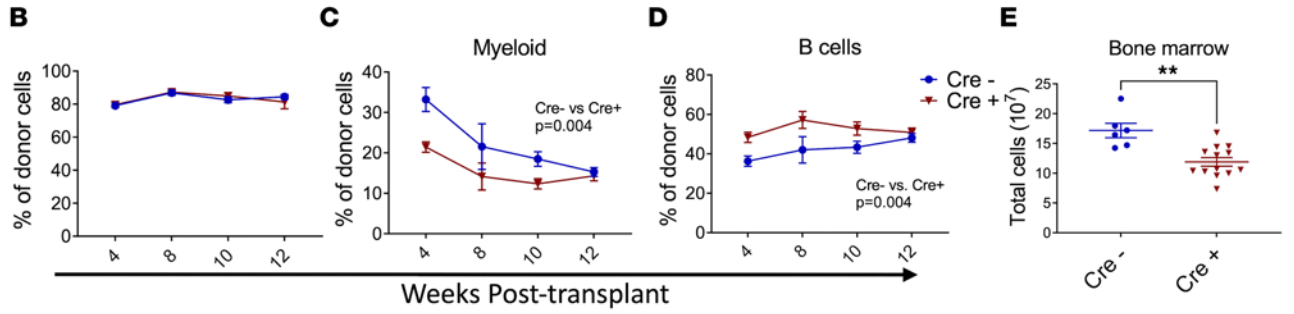 B
% of donor cells
100
80
60
40
20
0
4
8
10
12
C
Myeloid
% of donor cells
40
30
20
10
0
Cre- vs Cre+
p=0.004
4
8
10
12
D
B cells
% of donor cells
80
60
40
20
0
Cre -
Cre +
Cre- vs. Cre+
p=0.004
4
8
10
12
Weeks Post-transplant
E
Bone marrow
**
Total cells (10⁷)
25
20
15
10
5
0
Cre -
Cre +